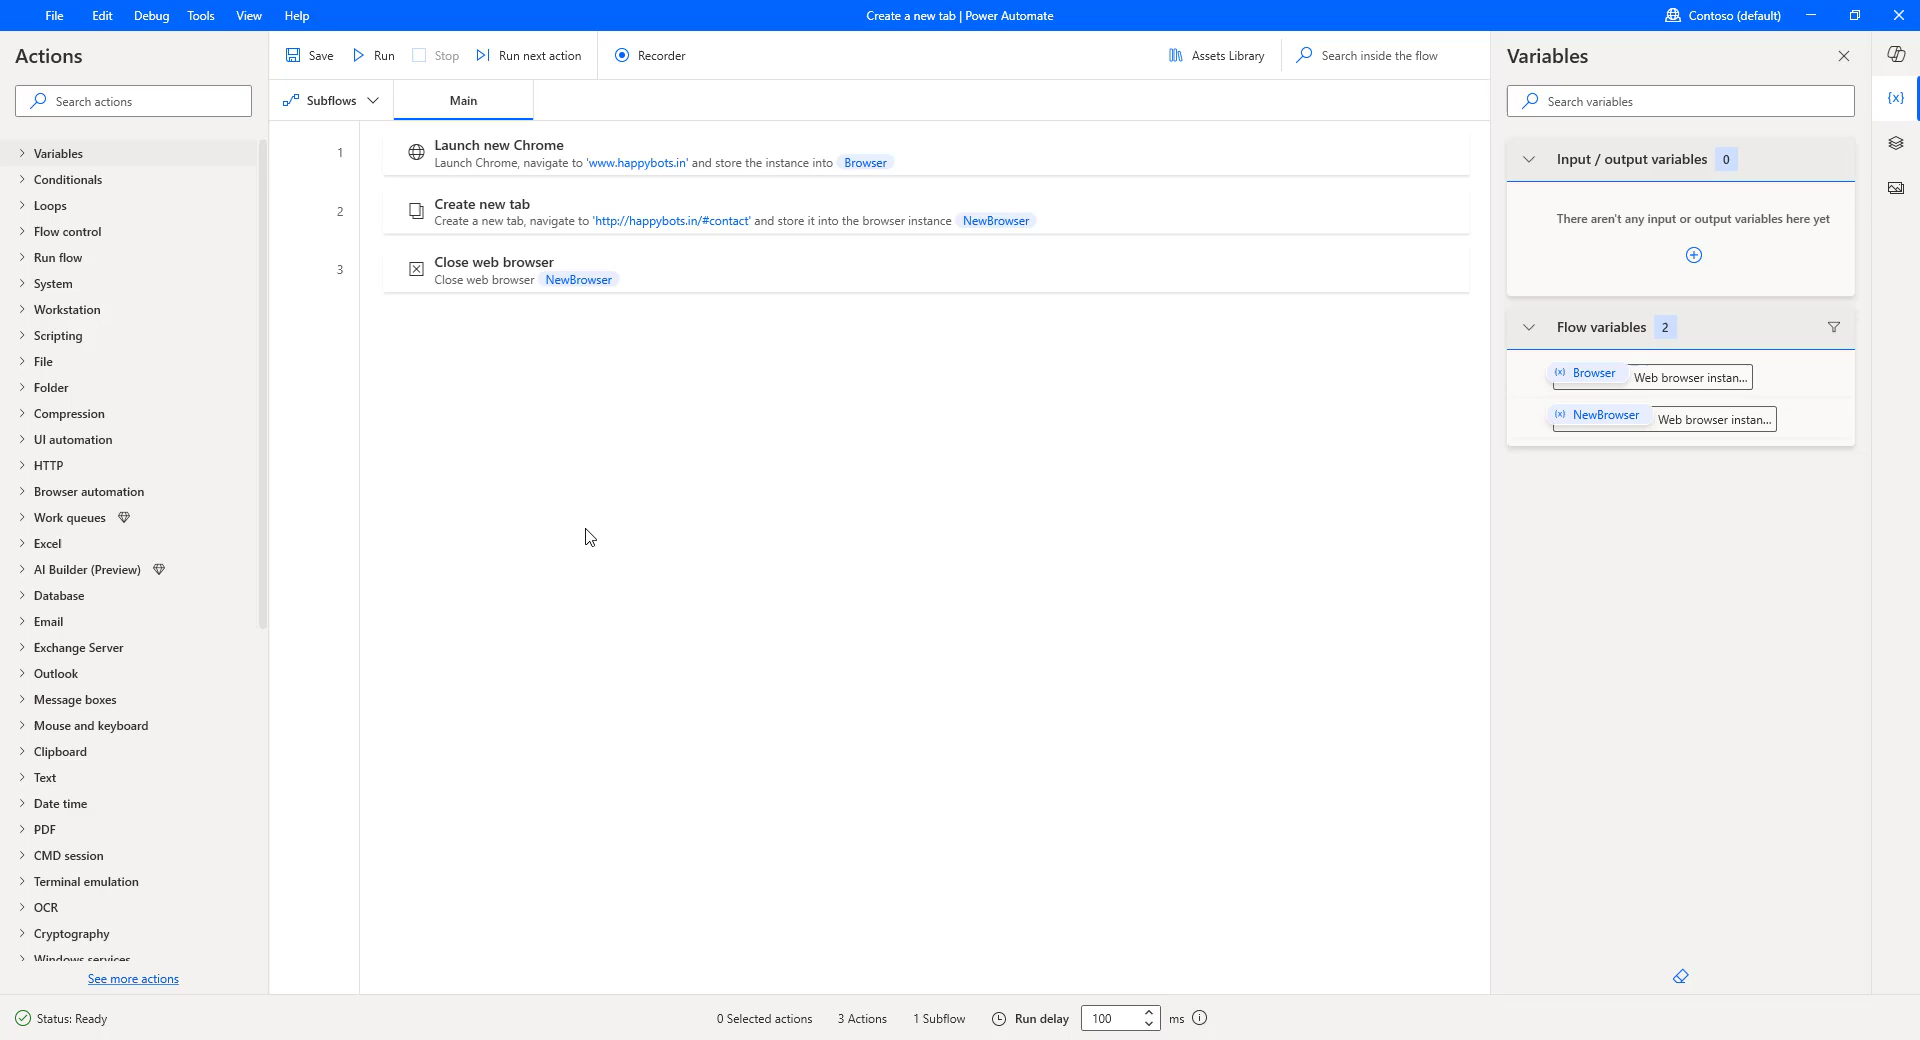 File Edit Debug Tools View Help
Create a new tab | Power Automate
Contoso (default)
Actions
Search actions
Variables
Conditionals
Loops
Flow control
Run flow
System
Workstation
Scripting
File
Folder
Compression
UI automation
HTTP
Browser automation
Work queues
Excel
AI Builder (Preview)
Database
Email
Exchange Server
Outlook
Message boxes
Mouse and keyboard
Clipboard
Text
Date time
PDF
CMD session
Terminal emulation
OCR
Cryptography
Windows services
See more actions
Save Run Stop Run next action Recorder
Assets Library
Search inside the flow
Subflows
Main
1
Launch new Chrome
Launch Chrome, navigate to 'www.happybots.in' and store the instance into Browser
2
Create new tab
Create a new tab, navigate to 'http://happybots.in/#contact' and store it into the browser instance NewBrowser
3
Close web browser
Close web browser NewBrowser
Variables
{x}
Search variables
Input / output variables 0
There aren't any input or output variables here yet
Flow variables 2
(x) Browser Web browser instan...
(x) NewBrowser Web browser instan...
Status: Ready
0 Selected actions
3 Actions
1 Subflow
Run delay 100 ms